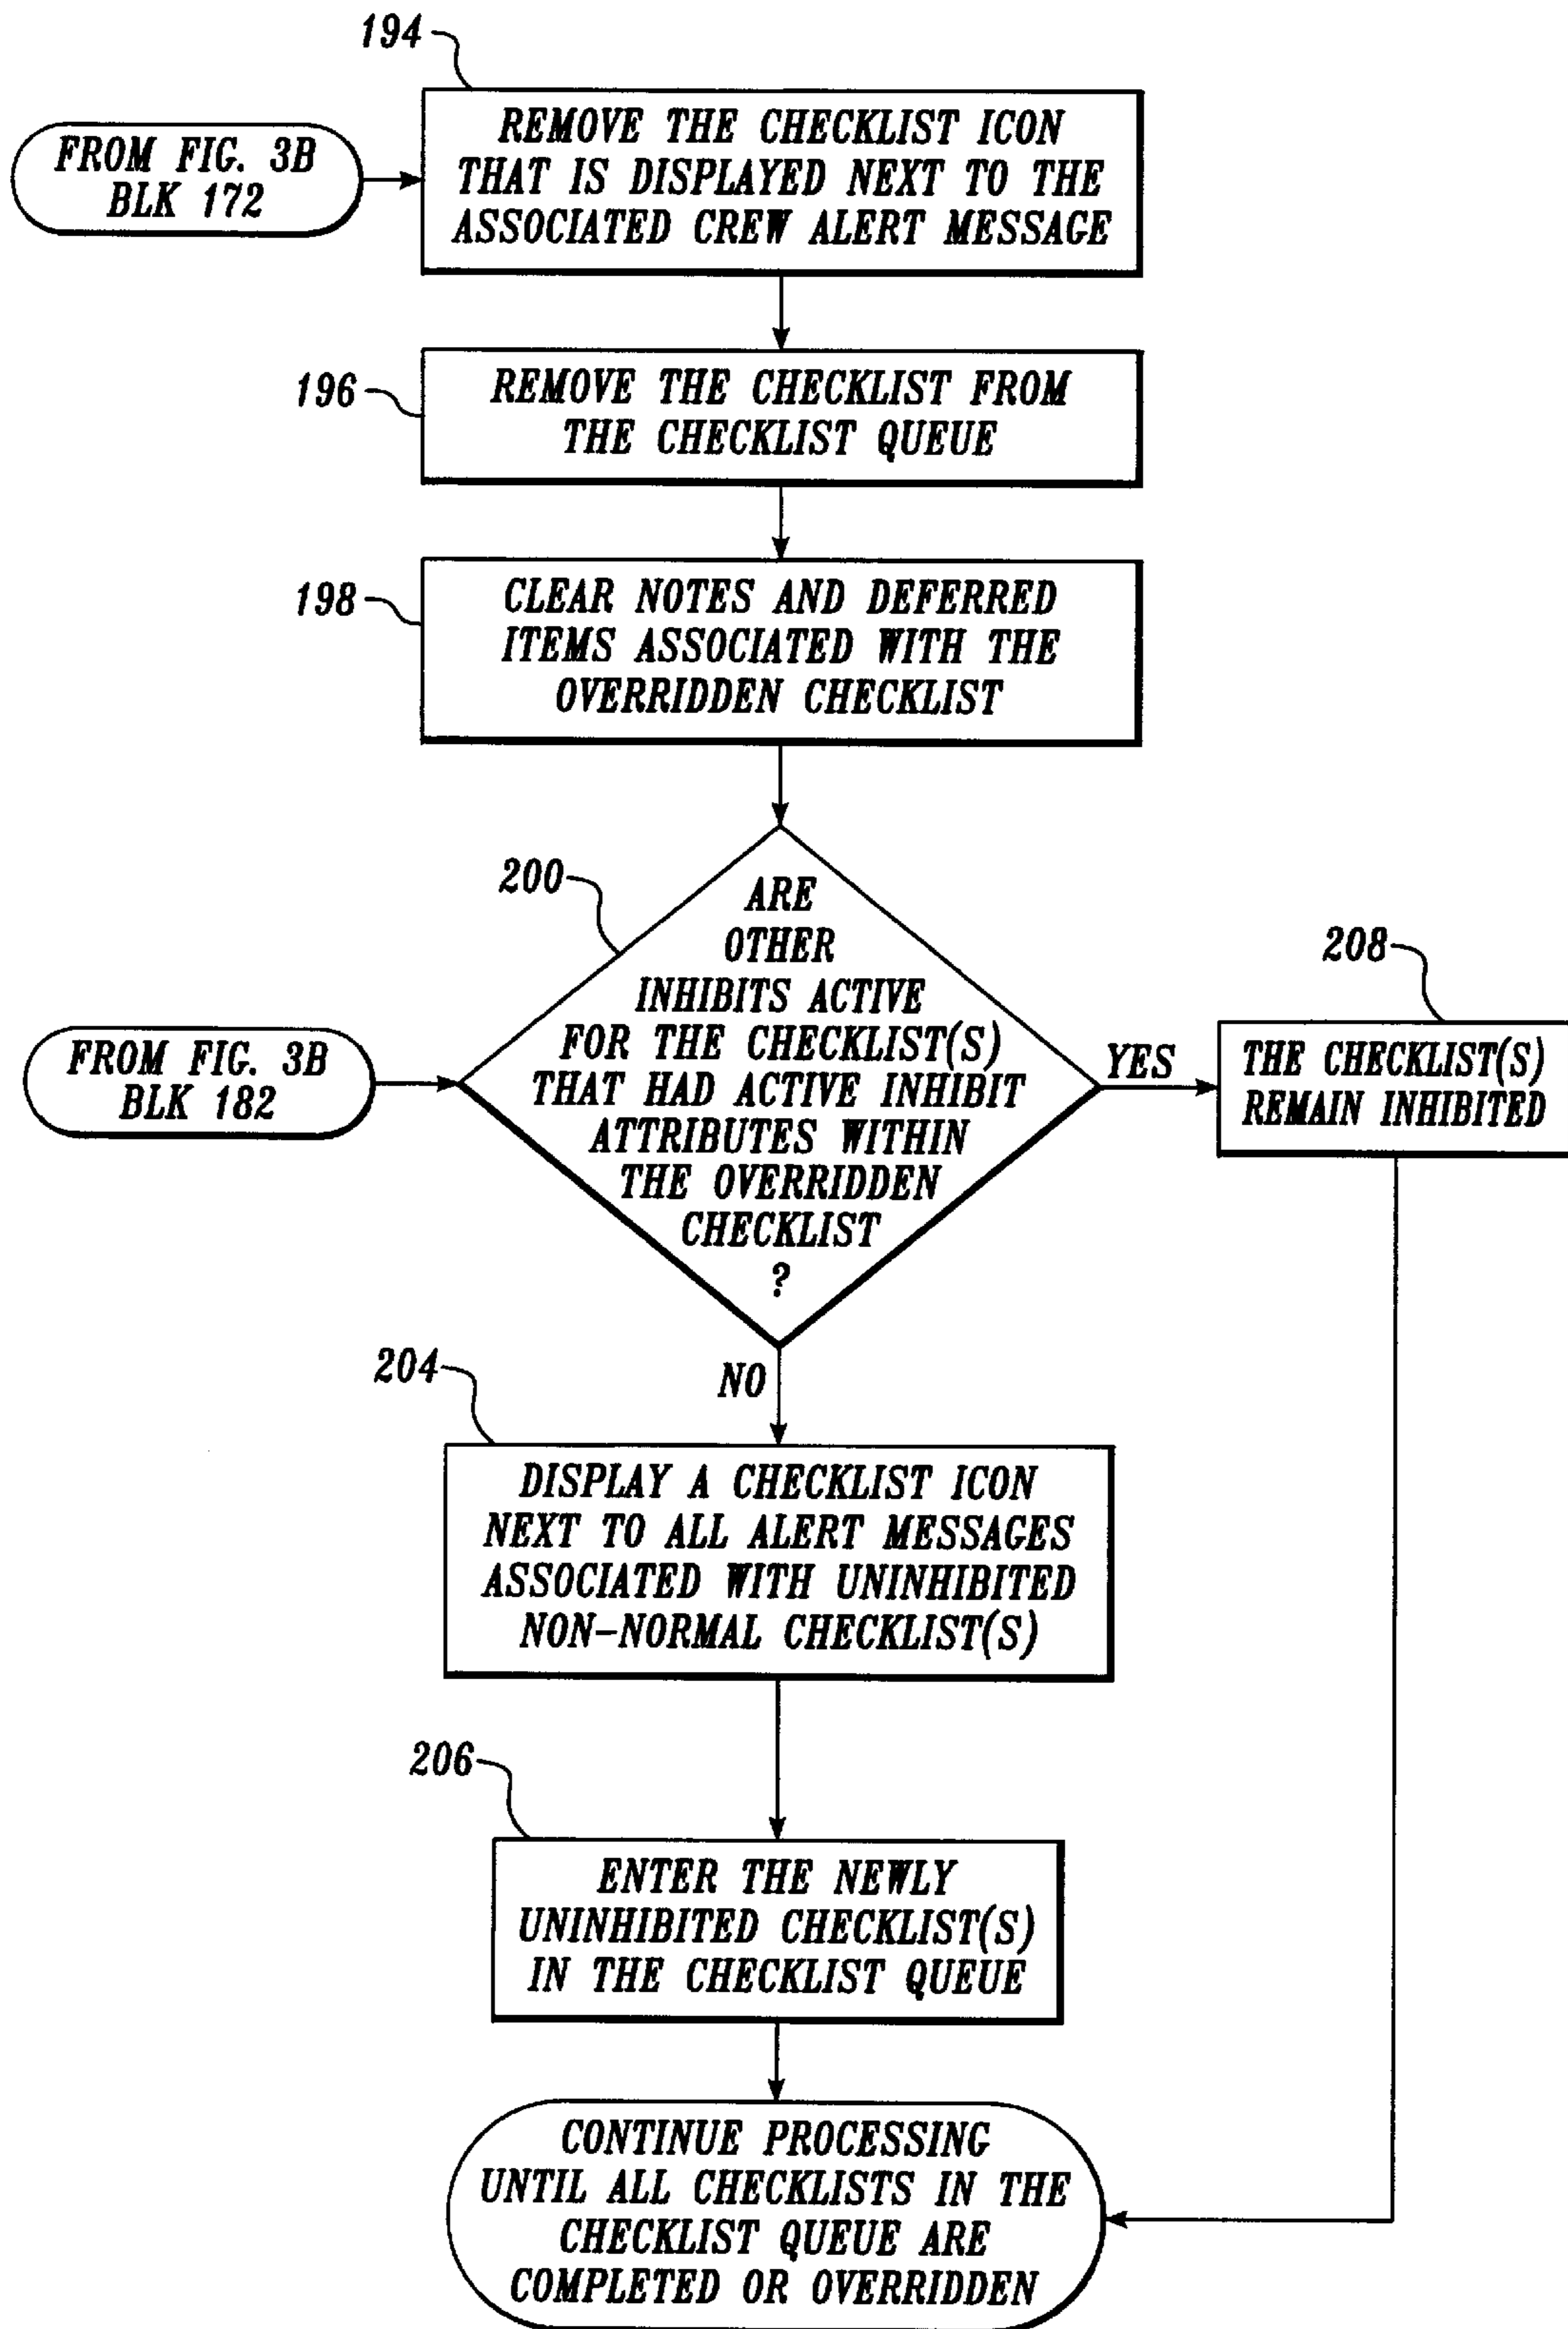 194
FROM FIG. 3B
BLK 172
REMOVE THE CHECKLIST ICON
THAT IS DISPLAYED NEXT TO THE
ASSOCIATED CREW ALERT MESSAGE
196
REMOVE THE CHECKLIST FROM
THE CHECKLIST QUEUE
198
CLEAR NOTES AND DEFERRED
ITEMS ASSOCIATED WITH THE
OVERRIDDEN CHECKLIST
200
ARE
OTHER
INHIBITS ACTIVE
FOR THE CHECKLIST(S)
THAT HAD ACTIVE INHIBIT
ATTRIBUTES WITHIN
THE OVERRIDDEN
CHECKLIST
?
FROM FIG. 3B
BLK 182
YES
208
THE CHECKLIST(S)
REMAIN INHIBITED
NO
204
DISPLAY A CHECKLIST ICON
NEXT TO ALL ALERT MESSAGES
ASSOCIATED WITH UNINHIBITED
NON-NORMAL CHECKLIST(S)
206
ENTER THE NEWLY
UNINHIBITED CHECKLIST(S)
IN THE CHECKLIST QUEUE
CONTINUE PROCESSING
UNTIL ALL CHECKLISTS IN THE
CHECKLIST QUEUE ARE
COMPLETED OR OVERRIDDEN